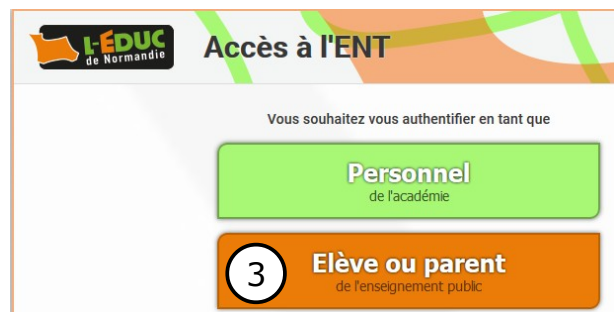 L-ÉDUC
de Normandie
Accès à l'ENT
Vous souhaitez vous authentifier en tant que
Personnel
de l'académie
3
Elève ou parent
de l'enseignement public